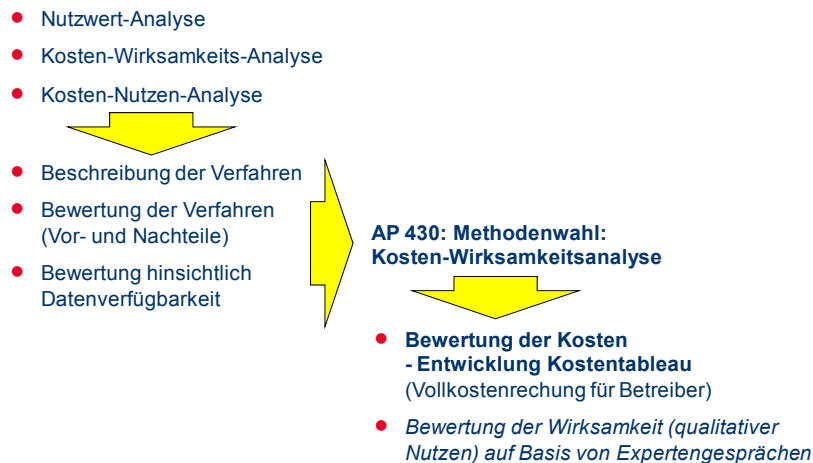 Nutzwert-Analyse
Kosten-Wirksamkeits-Analyse
Kosten-Nutzen-Analyse
Beschreibung der Verfahren
Bewertung der Verfahren
(Vor- und Nachteile)
Bewertung hinsichtlich
Datenverfügbarkeit
AP 430: Methodenwahl:
Kosten-Wirksamkeitsanalyse
Bewertung der Kosten
- Entwicklung Kostentableau
(Vollkostenrechung für Betreiber)
Bewertung der Wirksamkeit (qualitativer
Nutzen) auf Basis von Expertengesprächen